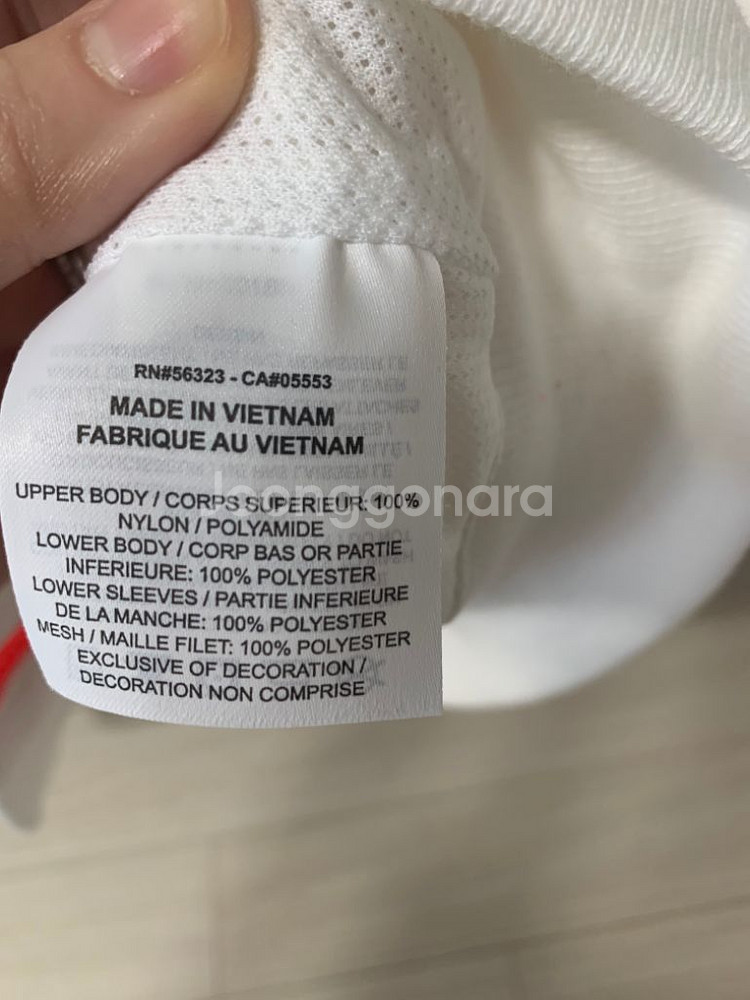 RN#56323 - CA#05553
MADE IN VIETNAM
FABRIQUE AU VIETNAM
UPPER BODY / CORPS SUPERIEUR: 100%
NYLON / POLYAMIDE
LOWER BODY / CORP BAS OR PARTIE
INFERIEURE: 100% POLYESTER
LOWER SLEEVES / PARTIE INFERIEURE
DE LA MANCHE: 100% POLYESTER
MESH / MAILLE FILET: 100% POLYESTER
EXCLUSIVE OF DECORATION /
DECORATION NON COMPRISE
Joonggonara